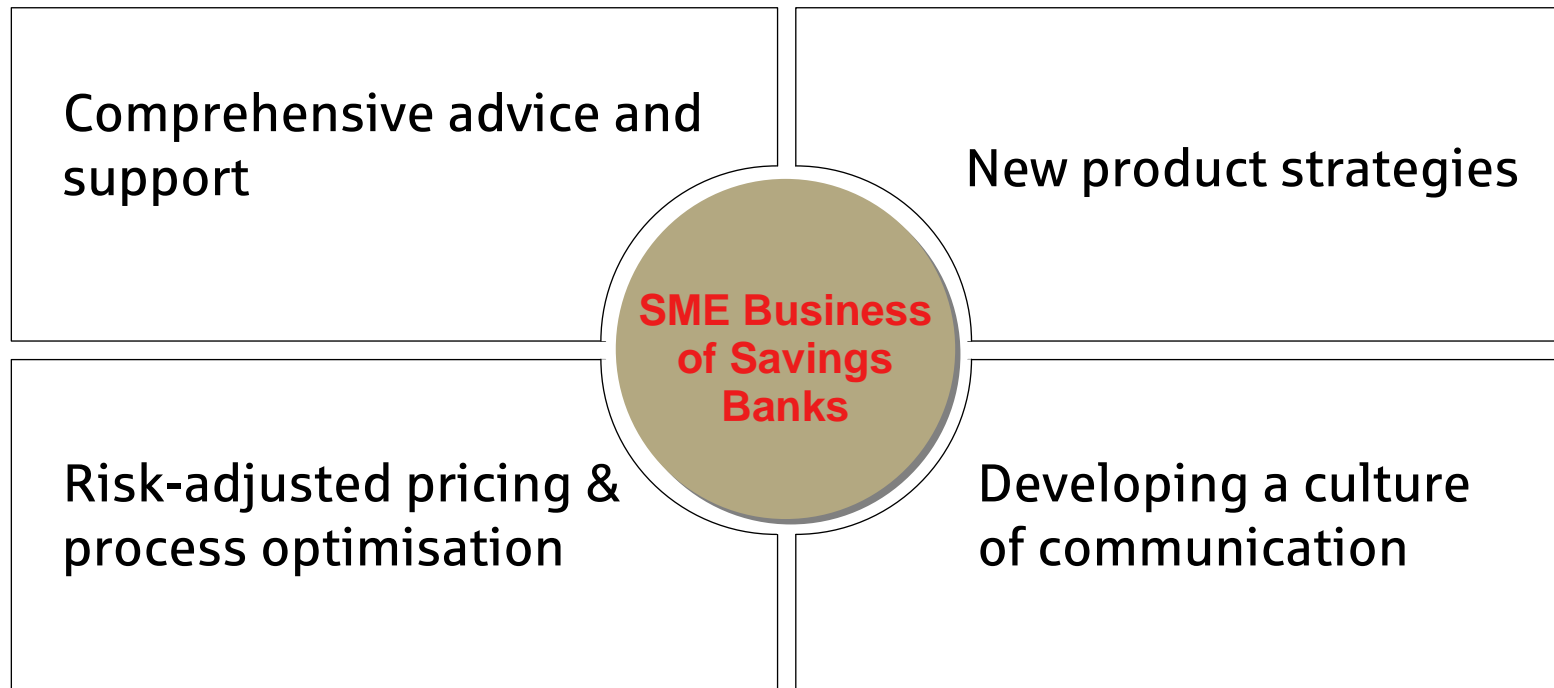 Comprehensive advice and
support
New product strategies
SME Business
of Savings
Banks
Risk-adjusted pricing &
process optimisation
Developing a culture
of communication